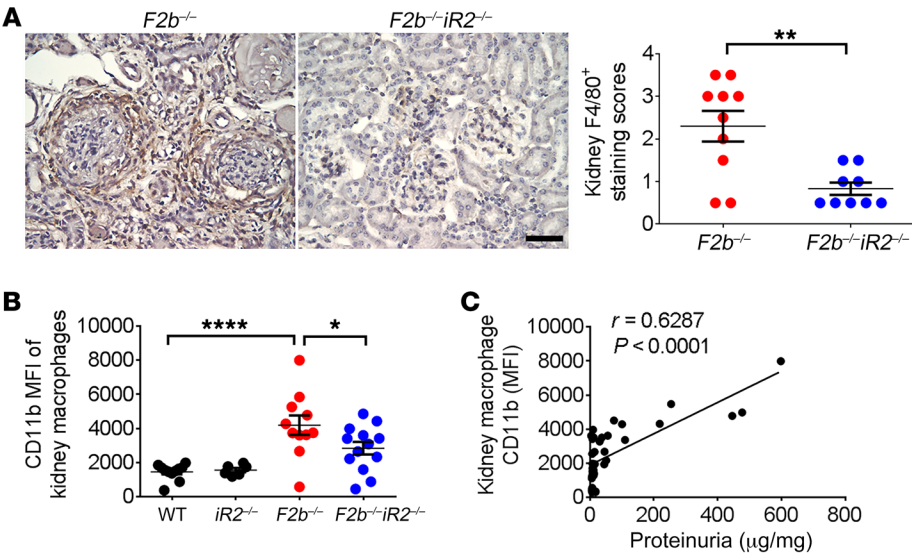 A
F2b–/–
F2b–/–iR2–/–
Kidney F4/80+
staining scores
4
3
2
1
0
**
F2b–/–
F2b–/–iR2–/–
B
CD11b MFI of
kidney macrophages
10000
8000
6000
4000
2000
0
****
*
WT
iR2–/–
F2b–/–
F2b–/–iR2–/–
C
Kidney macrophage
CD11b (MFI)
10000
8000
6000
4000
2000
0
r = 0.6287
P < 0.0001
0
200
400
600
800
Proteinuria (μg/mg)